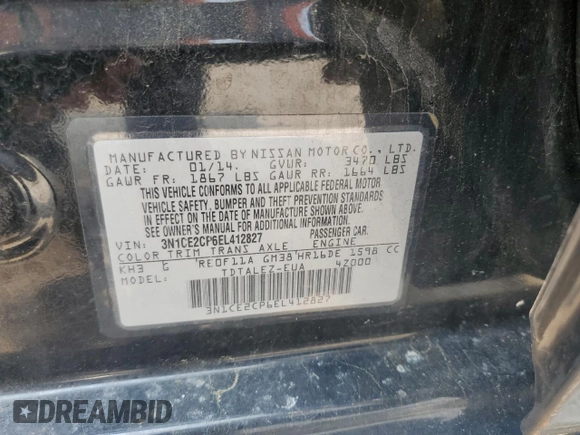 MANUFACTURED BY NISSAN MOTOR CO., LTD.
DATE: 01/14. GVUR: 3470 LBS
GAWR FR: 1867 LBS GAWR RR: 1664 LBS
THIS VEHICLE CONFORMS TO ALL APPLICABLE FEDERAL MOTOR
VEHICLE SAFETY, BUMPER AND THEFT PREVENTION STANDARDS
IN EFFECT ON THE DATE OF MANUFACTURE SHOWN ABOVE.
SEE OWNER'S MANUAL FOR ADDITIONAL INFORMATION
VIN: 3N1CE2CP6EL412827 PASSENGER CAR.
COLOR TRIM TRANS AXLE ENGINE
KH3 G RE0F11A GM38 HR16DE 1598 CC
MODEL: TDTALEZ-EUA 4Z000
3N1CE2CP6EL412827
DREAMBID